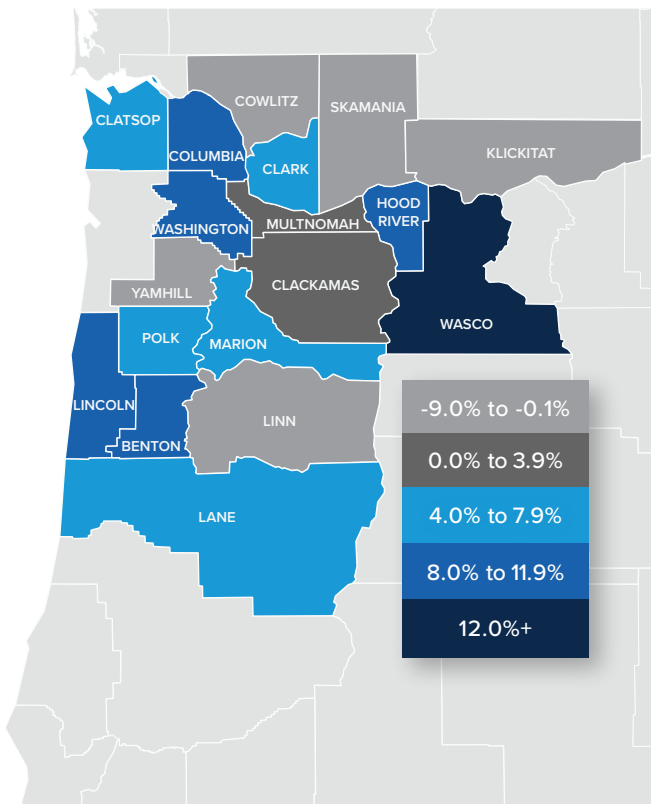 COWLITZ
SKAMANIA
CLATSOP
COLUMBIA
KLICKITAT
CLARK
HOOD
RIVER
MULTNOMAH
WASHINGTON
CLACKAMAS
YAMHILL
WASCO
POLK
MARION
LINCOLN
LINN
BENTON
LANE
-9.0% to -0.1%
0.0% to 3.9%
4.0% to 7.9%
8.0% to 11.9%
12.0%+